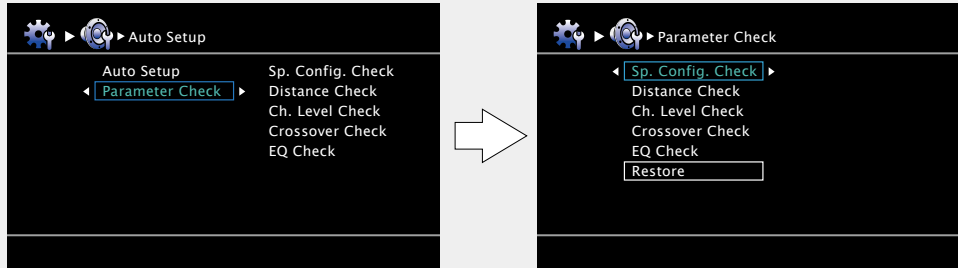 Auto Setup
Auto Setup
Parameter Check
Sp. Config. Check
Distance Check
Ch. Level Check
Crossover Check
EQ Check
Parameter Check
Sp. Config. Check
Distance Check
Ch. Level Check
Crossover Check
EQ Check
Restore